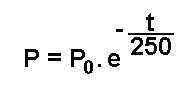 P = P₀.e^(-t/250)